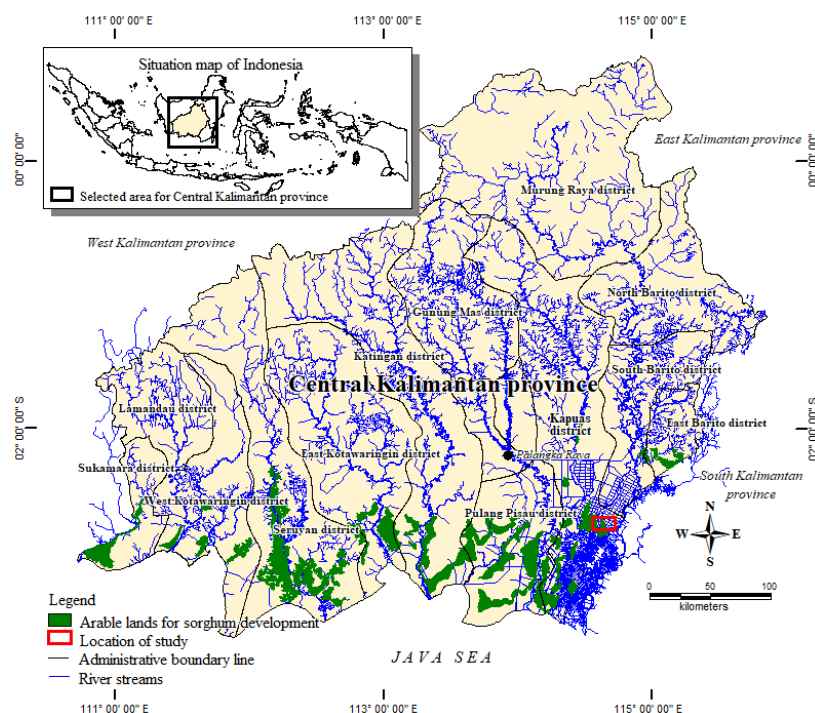 111° 00' 00" E
113° 00' 00" E
115° 00' 00" E
Situation map of Indonesia
Selected area for Central Kalimantan province
00° 00' 00"
00° 00' 00"
East Kalimantan province
Murung Raya district
West Kalimantan province
North Barito district
Gunung Mas district
Katingan district
South Barito district
Central Kalimantan province
Lamandau district
Kapuas
district
East Barito district
02° 00' 00" S
02° 00' 00" S
Palangka Raya
East Kotawaringin district
Sukamara district
South Kalimantan
province
West Kotawaringin district
Pulang Pisau district
Seruyan district
N
W
E
S
0 50 100
kilometers
Legend
Arable lands for sorghum development
Location of study
Administrative boundary line
River streams
JAVA SEA
111° 00' 00" E
113° 00' 00" E
115° 00' 00" E